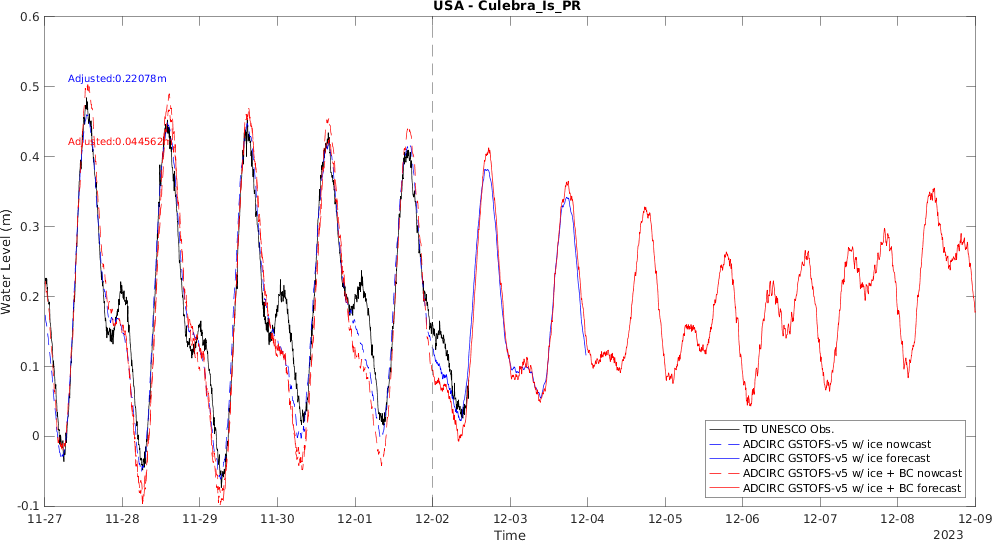 USA - Culebra_Is_PR
0.6
0.5
0.4
0.3
0.2
0.1
0
-0.1
Water Level (m)
Adjusted:0.22078m
Adjusted:0.044562m
TD UNESCO Obs.
ADCIRC GSTOFS-v5 w/ ice nowcast
ADCIRC GSTOFS-v5 w/ ice forecast
ADCIRC GSTOFS-v5 w/ ice + BC nowcast
ADCIRC GSTOFS-v5 w/ ice + BC forecast
11-27 11-28 11-29 11-30 12-01 12-02 12-03 12-04 12-05 12-06 12-07 12-08 12-09
Time
2023